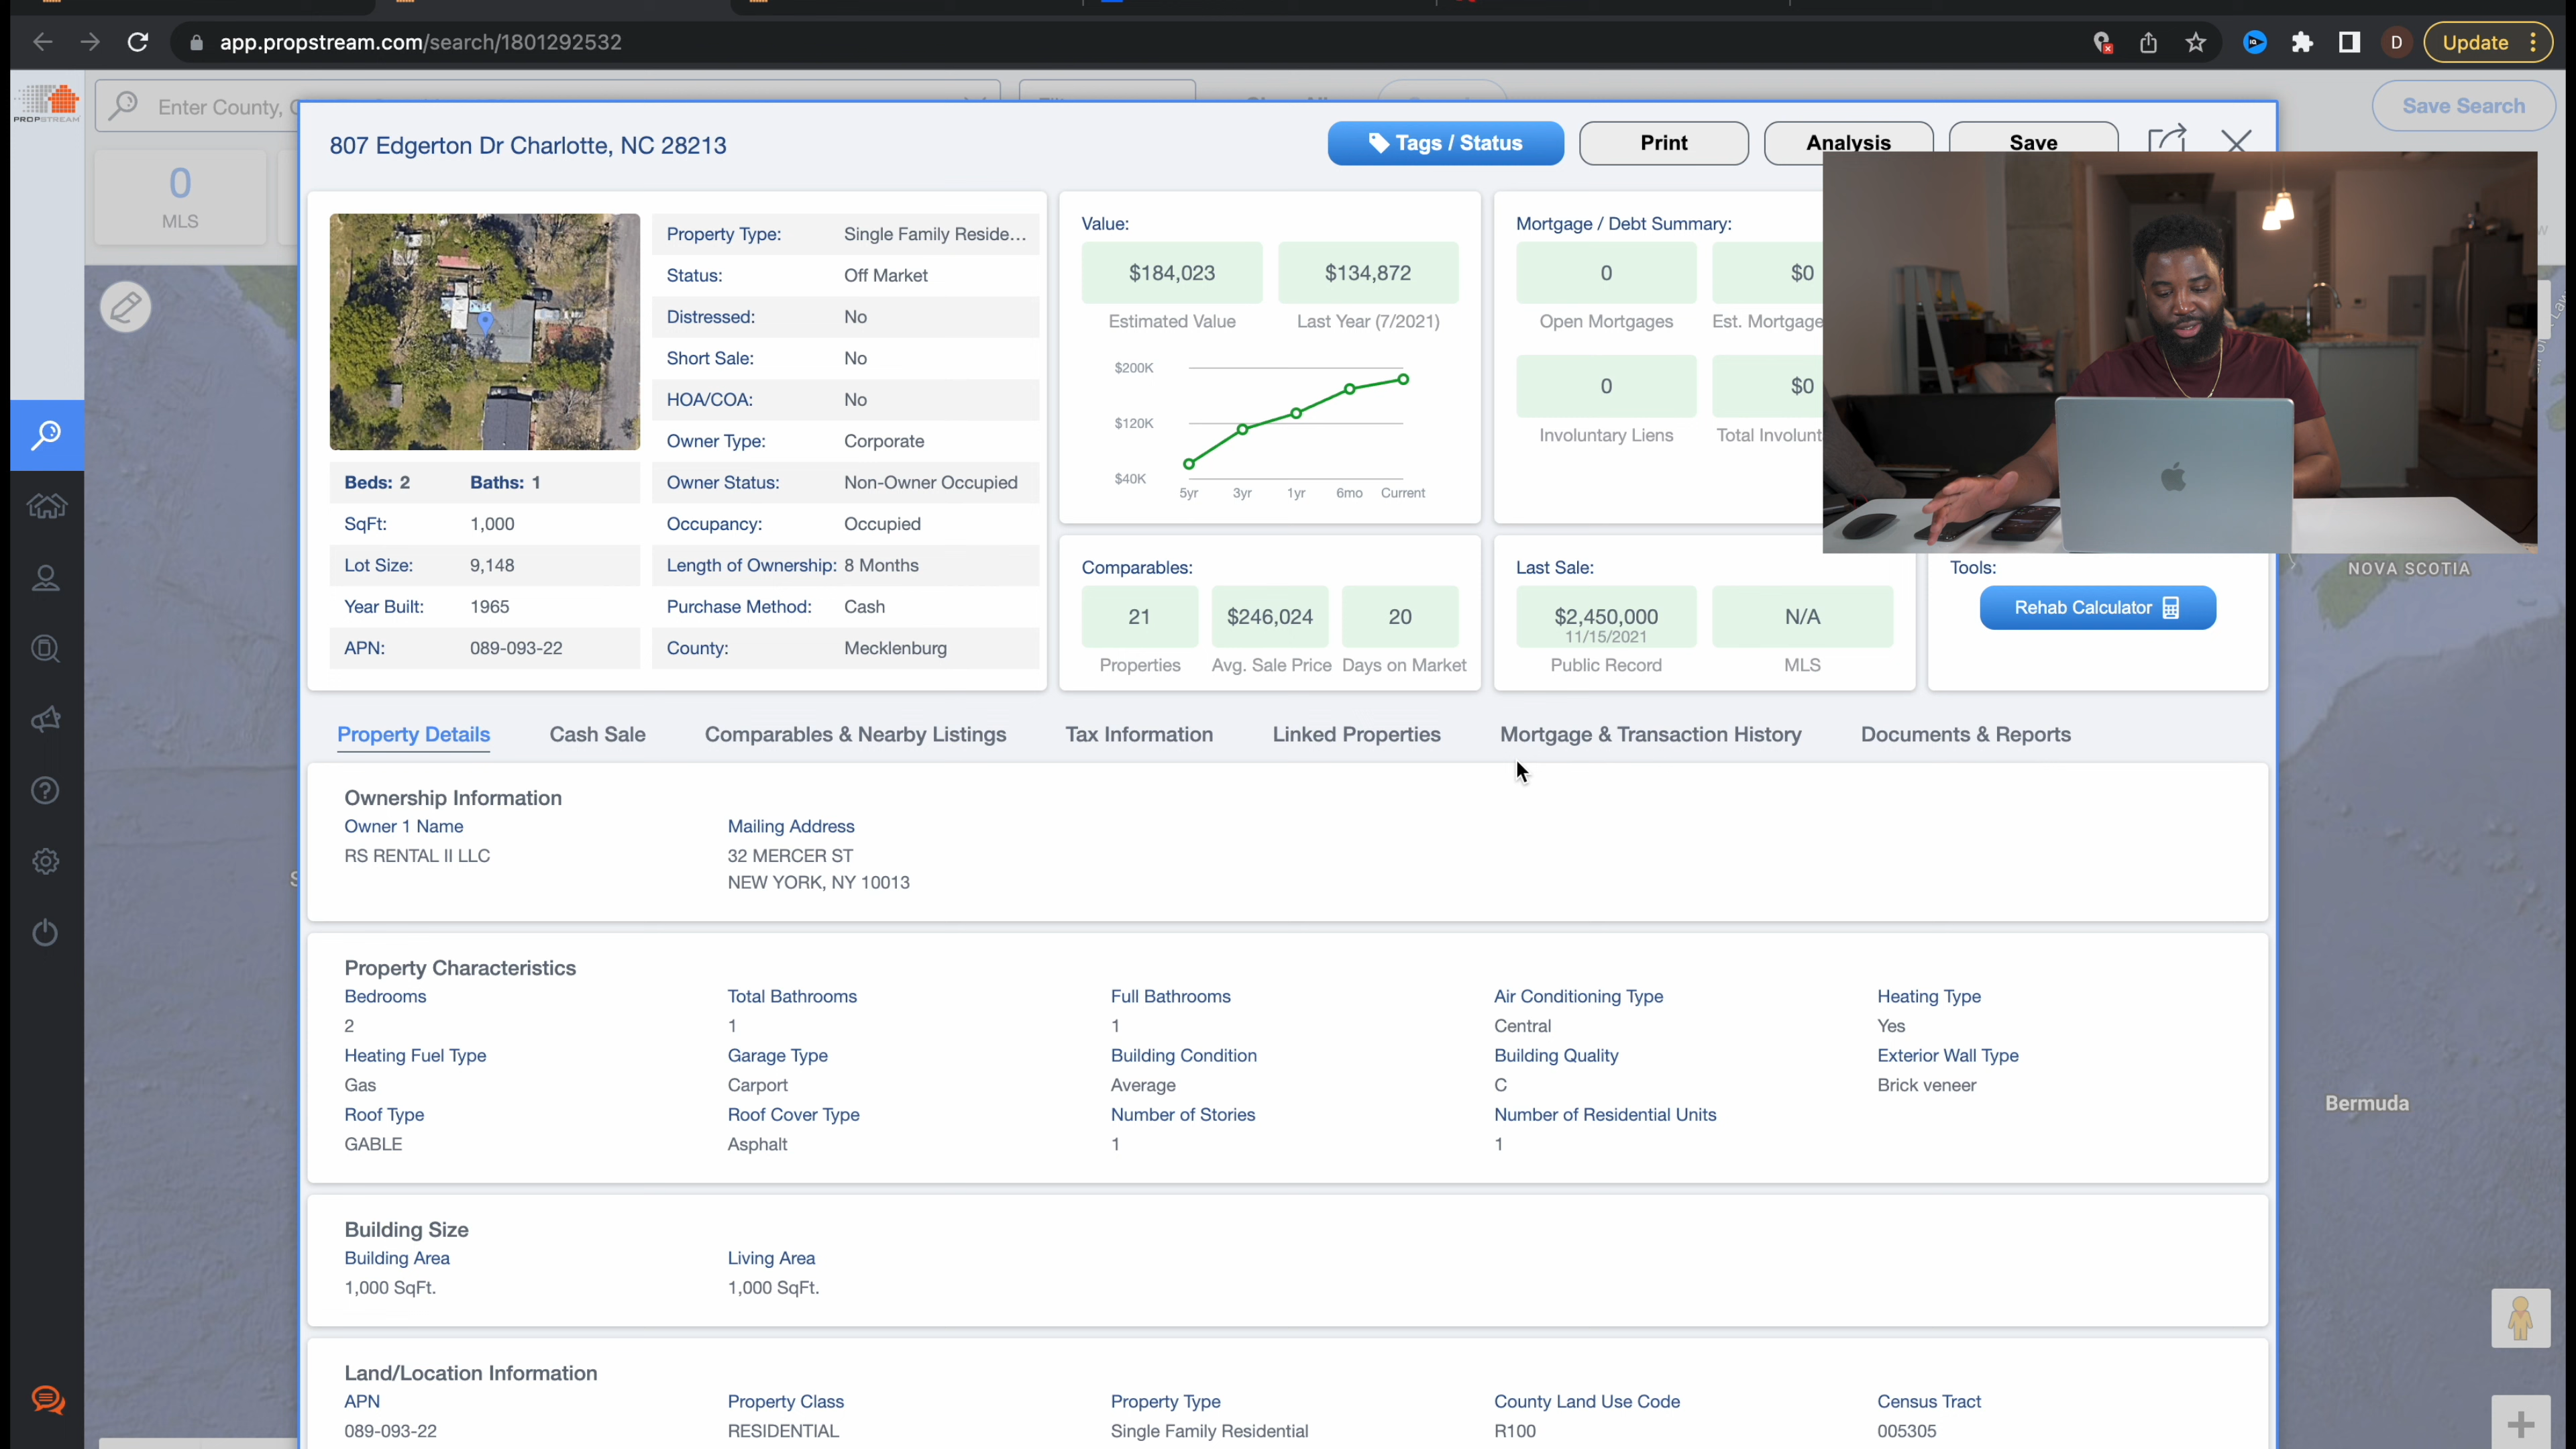 app.propstream.com/search/1801292532
D
Update
PROPSTREAM
Enter County, C
Save Search
0
MLS
807 Edgerton Dr Charlotte, NC 28213
Tags / Status
Print
Analysis
Save
Beds: 2 Baths: 1
SqFt: 1,000
Lot Size: 9,148
Year Built: 1965
APN: 089-093-22
Property Type: Single Family Reside...
Status: Off Market
Distressed: No
Short Sale: No
HOA/COA: No
Owner Type: Corporate
Owner Status: Non-Owner Occupied
Occupancy: Occupied
Length of Ownership: 8 Months
Purchase Method: Cash
County: Mecklenburg
Value:
$184,023 $134,872
Estimated Value Last Year (7/2021)
$200K
$120K
$40K
5yr 3yr 1yr 6mo Current
Mortgage / Debt Summary:
0 $0
Open Mortgages Est. Mortgage
0 $0
Involuntary Liens Total Involunt
Comparables:
21 $246,024 20
Properties Avg. Sale Price Days on Market
Last Sale:
$2,450,000 N/A
11/15/2021
Public Record MLS
Tools:
Rehab Calculator
NOVA SCOTIA
Property Details Cash Sale Comparables & Nearby Listings Tax Information Linked Properties Mortgage & Transaction History Documents & Reports
Ownership Information
Owner 1 Name Mailing Address
RS RENTAL II LLC 32 MERCER ST
NEW YORK, NY 10013
Property Characteristics
Bedrooms Total Bathrooms Full Bathrooms Air Conditioning Type Heating Type
2 1 1 Central Yes
Heating Fuel Type Garage Type Building Condition Building Quality Exterior Wall Type
Gas Carport Average C Brick veneer
Roof Type Roof Cover Type Number of Stories Number of Residential Units
GABLE Asphalt 1 1
Bermuda
Building Size
Building Area Living Area
1,000 SqFt. 1,000 SqFt.
Land/Location Information
APN Property Class Property Type County Land Use Code Census Tract
089-093-22 RESIDENTIAL Single Family Residential R100 005305